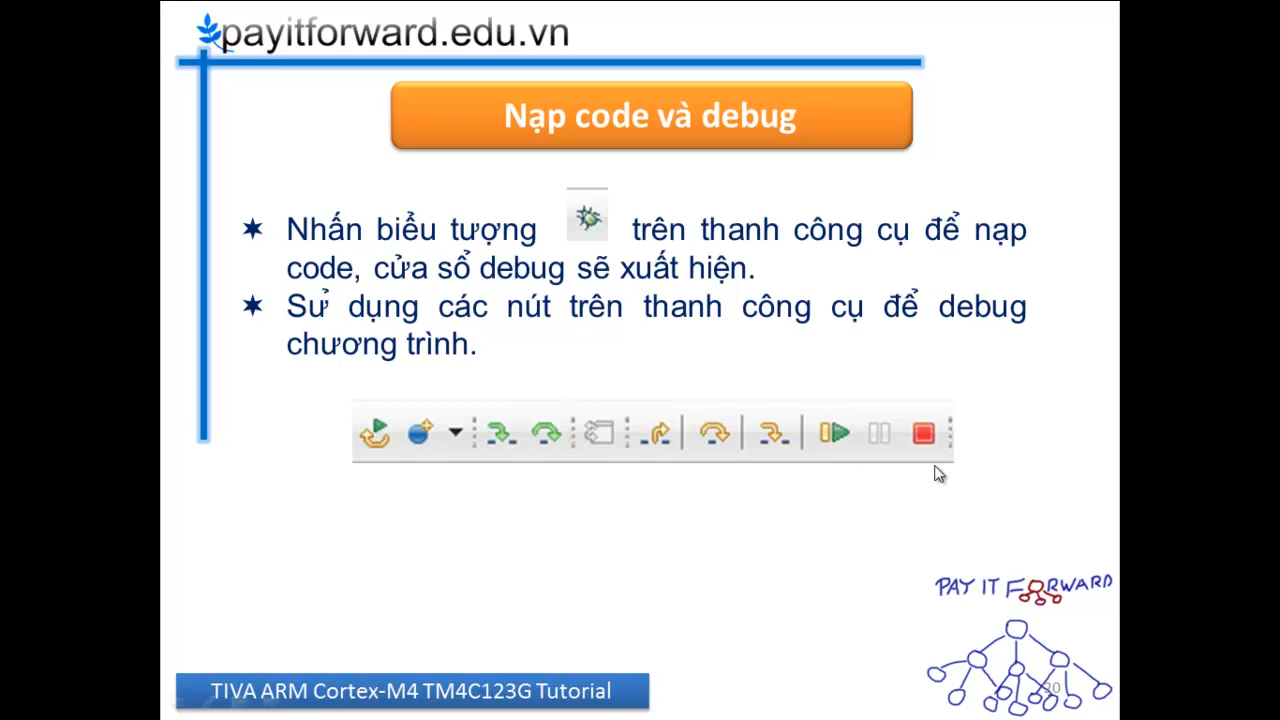 payitforward.edu.vn
Nạp code và debug
Nhấn biểu tượng trên thanh công cụ để nạp
code, cửa sổ debug sẽ xuất hiện.
Sử dụng các nút trên thanh công cụ để debug
chương trình.
PAY IT FORWARD
20
TIVA ARM Cortex-M4 TM4C123G Tutorial